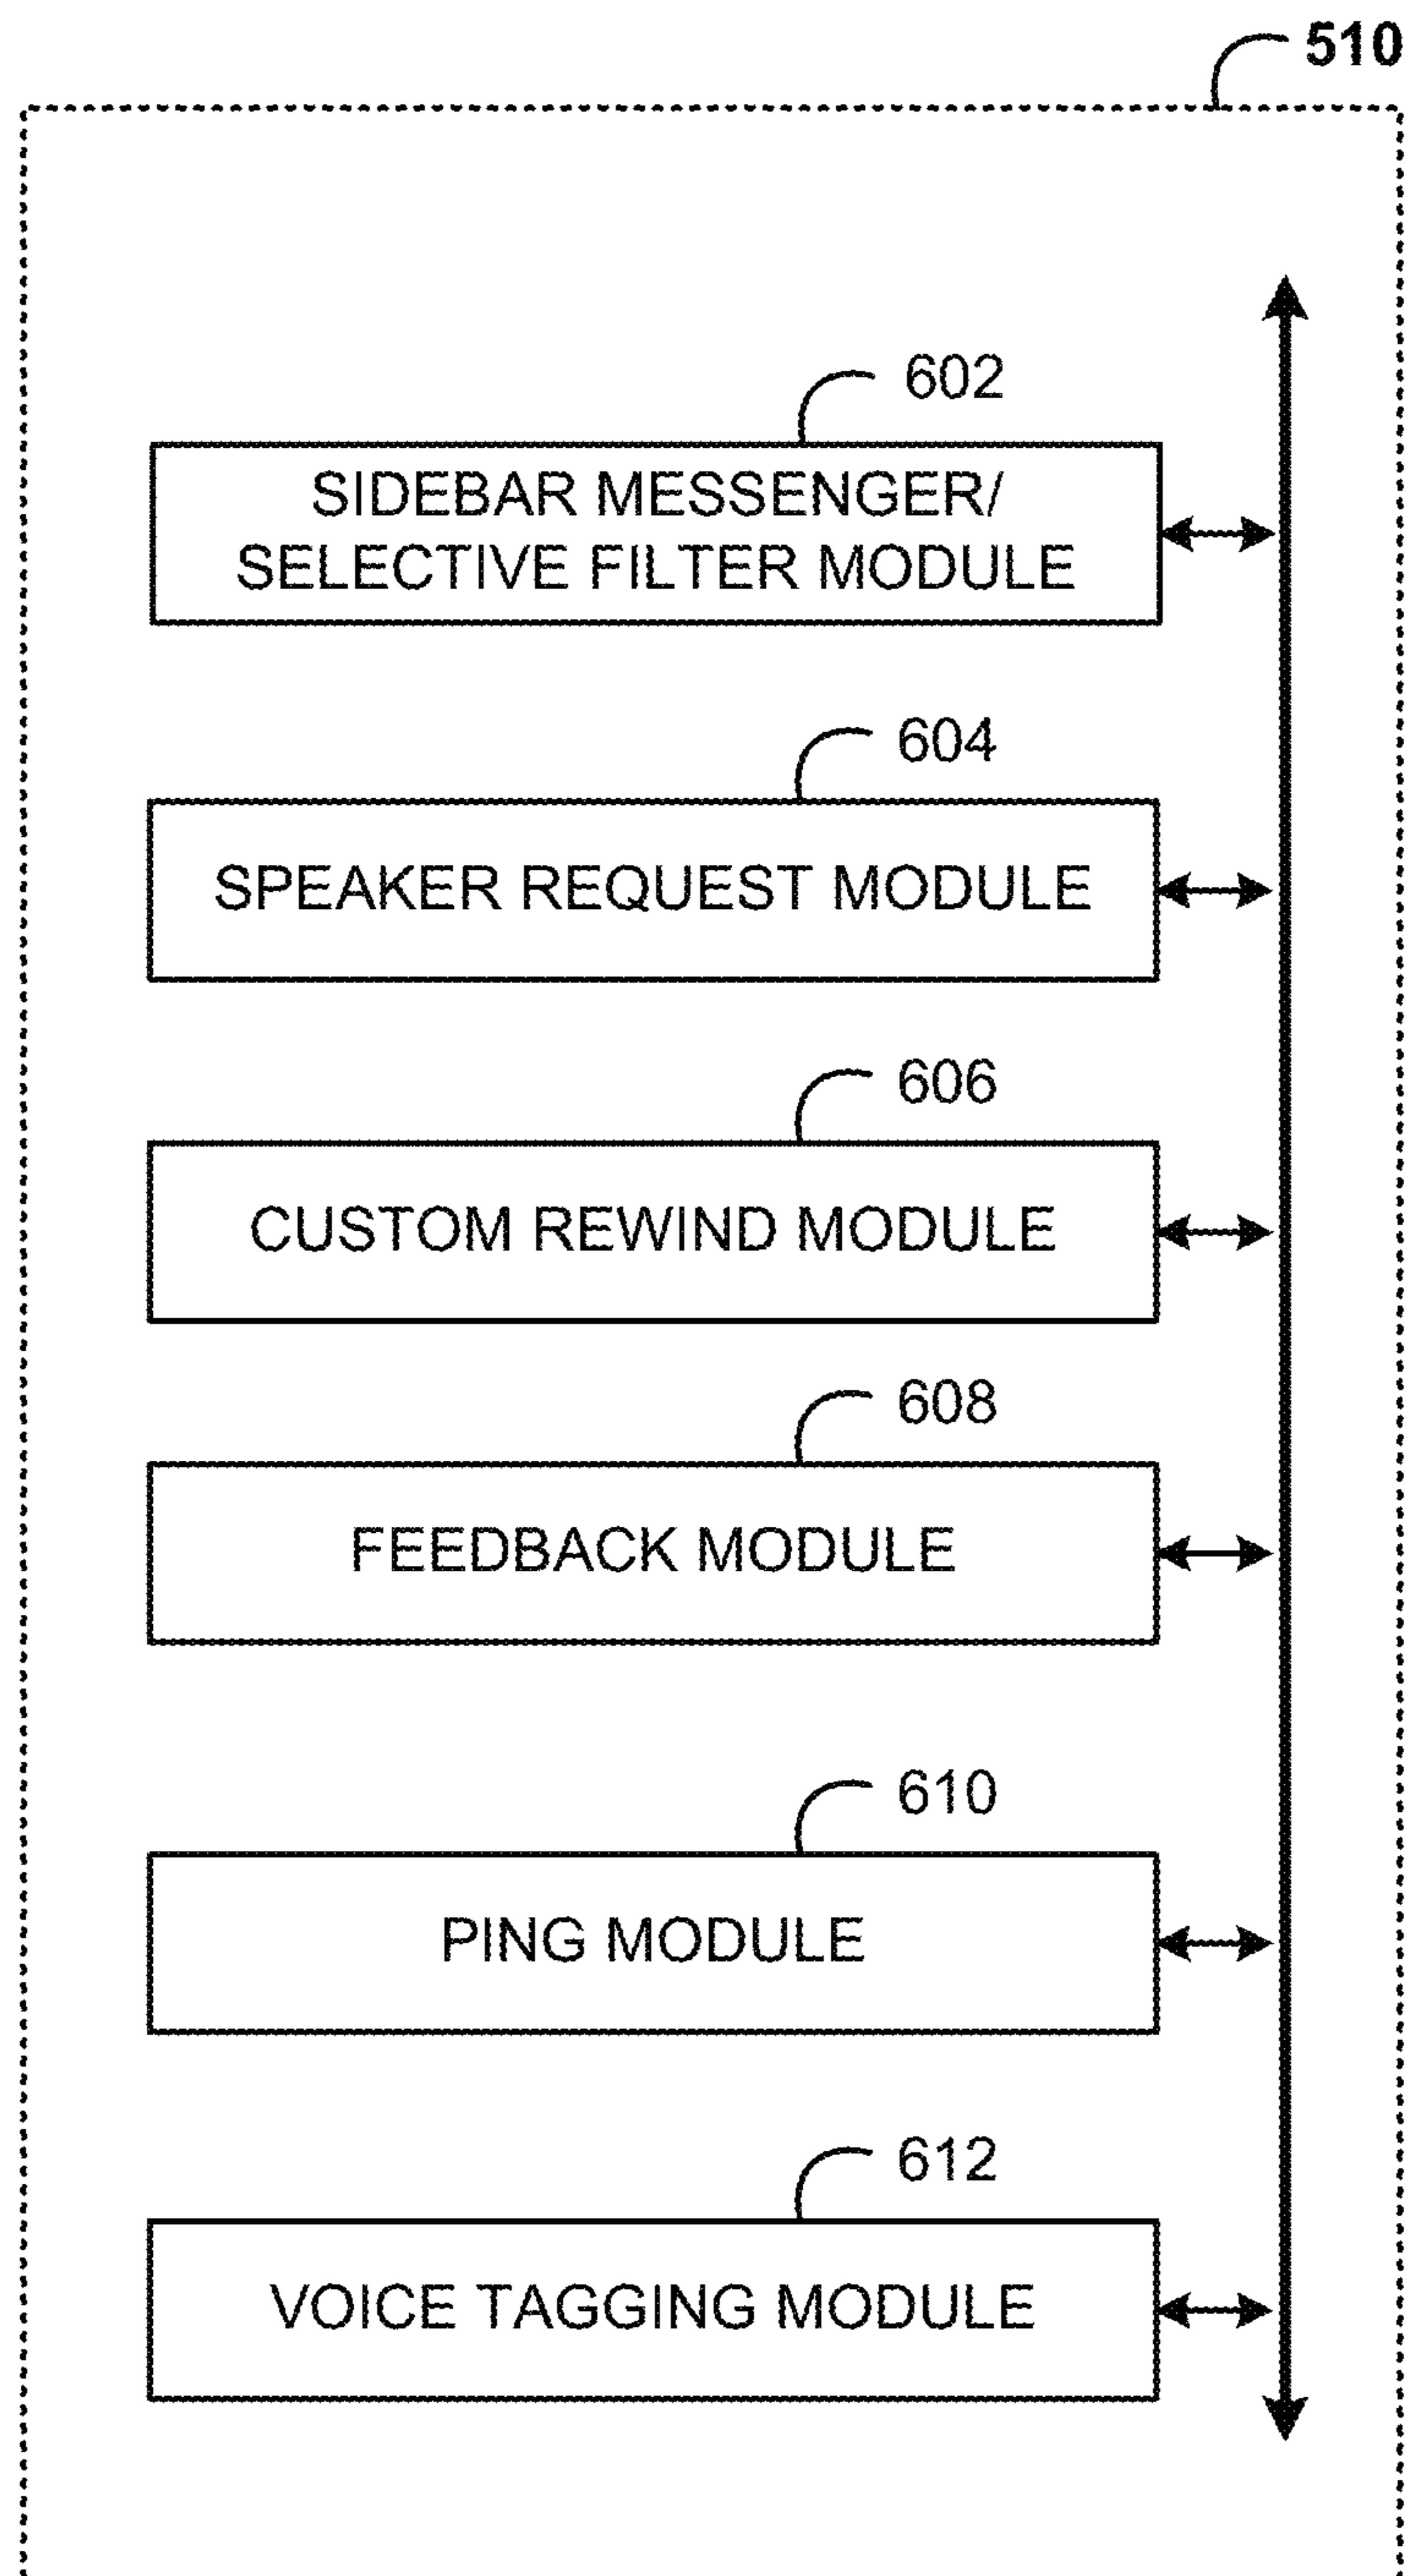 510
602
SIDEBAR MESSENGER/
SELECTIVE FILTER MODULE
604
SPEAKER REQUEST MODULE
606
CUSTOM REWIND MODULE
608
FEEDBACK MODULE
610
PING MODULE
612
VOICE TAGGING MODULE